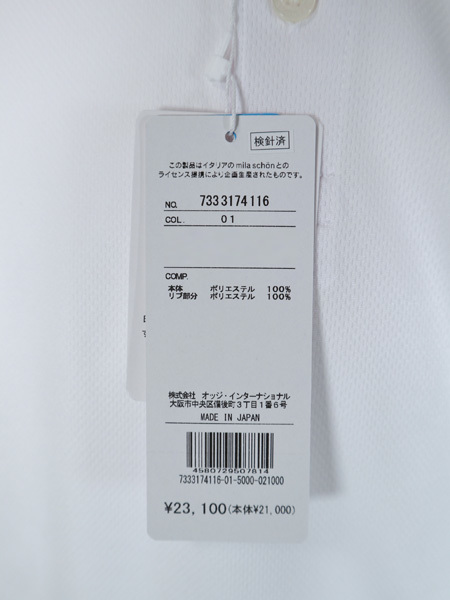 検針済
この製品はイタリアのmila schönとの
ライセンス提携により企画生産されたものです。
NO. 7333174116
COL. 01
COMP.
本体 ポリエステル 100%
リブ部分 ポリエステル 100%
株式会社 オッジ・インターナショナル
大阪市中央区備後町3丁目1番6号
MADE IN JAPAN
4580729507814
7333174116-01-5000-021000
¥23,100(本体¥21,000)